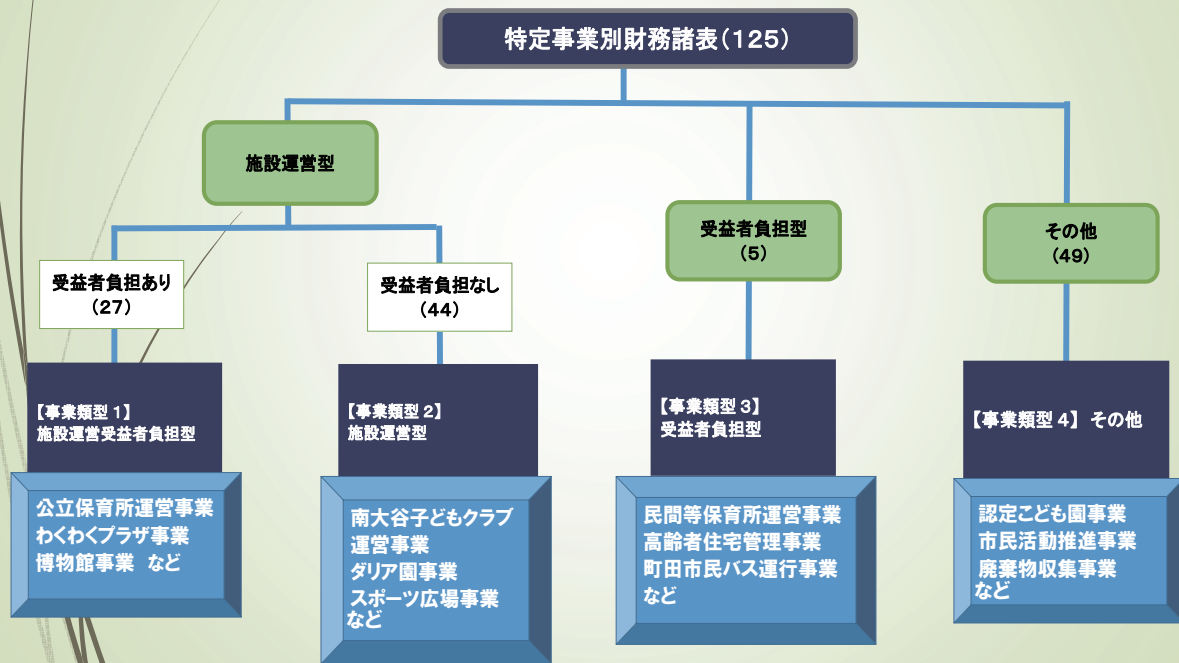 特定事業別財務諸表（125）
施設運営型
受益者負担型
（5）
その他
（49）
受益者負担あり
（27）
受益者負担なし
（44）
【事業類型1】
施設運営受益者負担型
【事業類型2】
施設運営型
【事業類型3】
受益者負担型
【事業類型4】 その他
公立保育所運営事業
わくわくプラザ事業
博物館事業 など
南大谷子どもクラブ
運営事業
ダリア園事業
スポーツ広場事業
など
民間等保育所運営事業
高齢者住宅管理事業
町田市民バス運行事業
など
認定こども園事業
市民活動推進事業
廃棄物収集事業
など